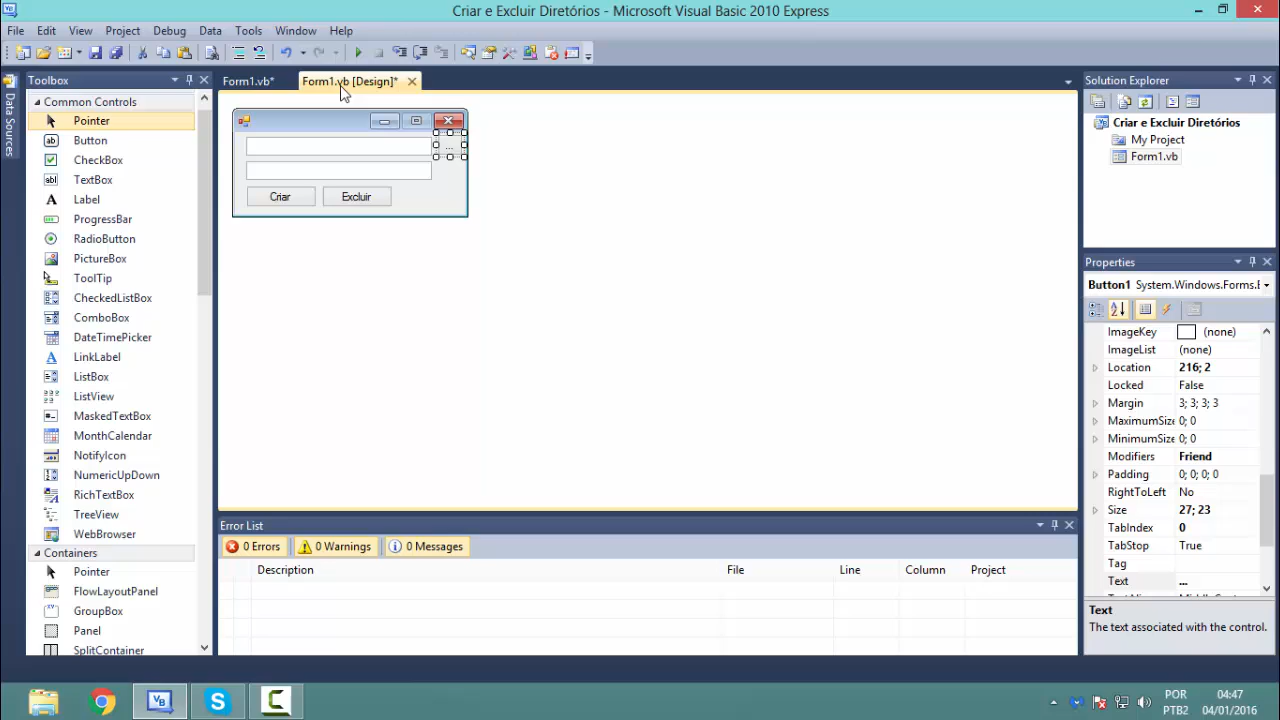 Criar e Excluir Diretórios - Microsoft Visual Basic 2010 Express
File Edit View Project Debug Data Tools Window Help
Toolbox
Form1.vb*
Form1.vb [Design]*
Solution Explorer
Data Sources
Common Controls
Pointer
Button
CheckBox
TextBox
Label
ProgressBar
RadioButton
PictureBox
ToolTip
CheckedListBox
ComboBox
DateTimePicker
LinkLabel
ListBox
ListView
MaskedTextBox
MonthCalendar
NotifyIcon
NumericUpDown
RichTextBox
TreeView
WebBrowser
Containers
Pointer
FlowLayoutPanel
GroupBox
Panel
SplitContainer
...
Criar
Excluir
Error List
0 Errors
0 Warnings
0 Messages
Description File Line Column Project
Criar e Excluir Diretórios
My Project
Form1.vb
Properties
Button1 System.Windows.Forms.B
ImageKey (none)
ImageList (none)
Location 216; 2
Locked False
Margin 3; 3; 3; 3
MaximumSize 0; 0
MinimumSize 0; 0
Modifiers Friend
Padding 0; 0; 0; 0
RightToLeft No
Size 27; 23
TabIndex 0
TabStop True
Tag
Text ...
Text
The text associated with the control.
POR 04:47
PTB2 04/01/2016